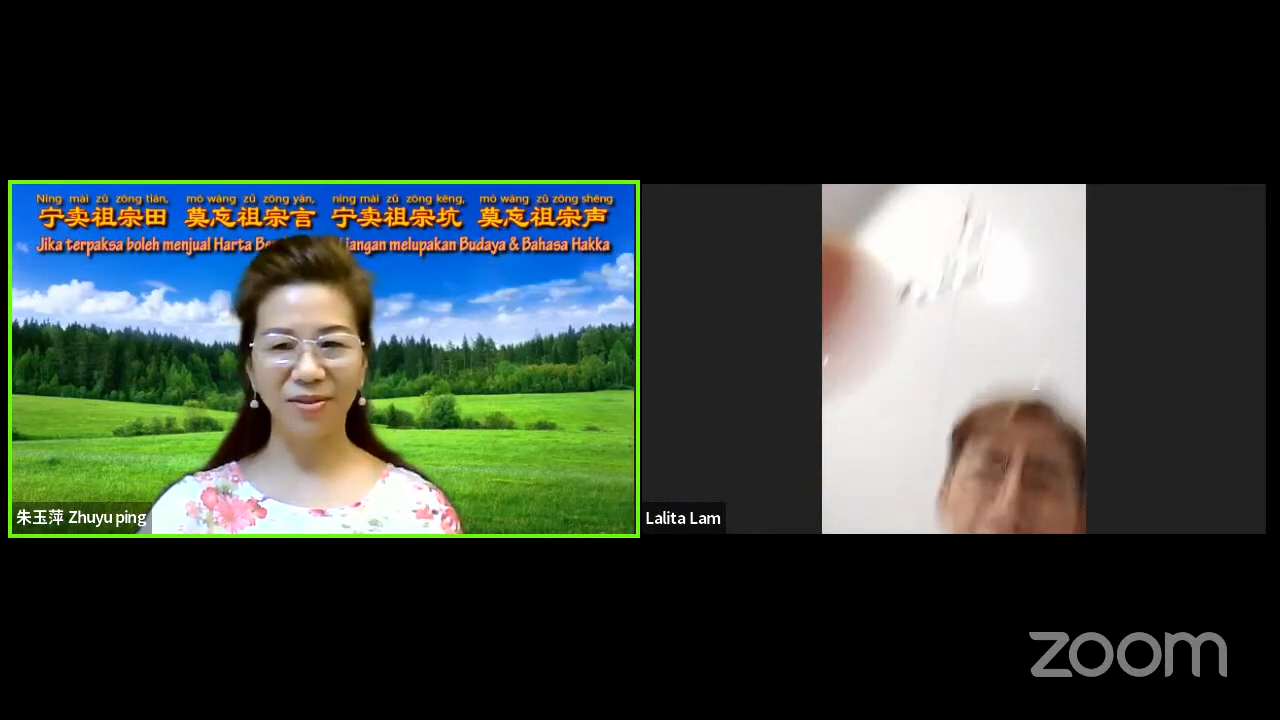 Nìng mài zǔ zōng tián, mò wàng zǔ zōng yán, nìng mài zǔ zōng kēng, mò wàng zǔ zōng shēng
宁卖祖宗田 莫忘祖宗言 宁卖祖宗坑 莫忘祖宗声
Jika terpaksa boleh menjual Harta jangan melupakan Budaya & Bahasa Hakka
朱玉萍 Zhuyu ping
Lalita Lam
zoom